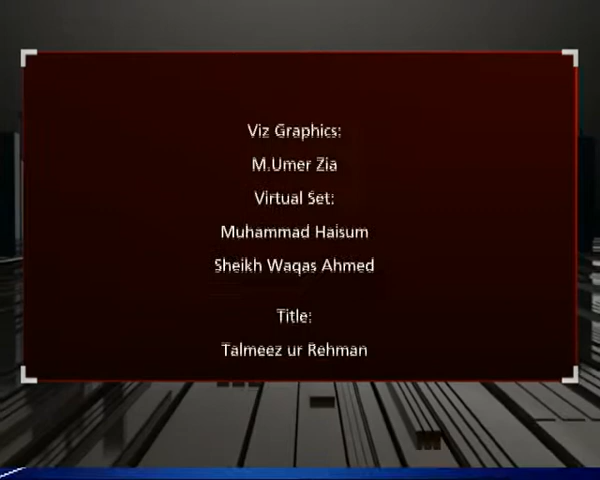 Viz Graphics:
M.Umer Zia
Virtual Set:
Muhammad Haisum
Sheikh Waqas Ahmed
Title:
Talmeez ur Rehman